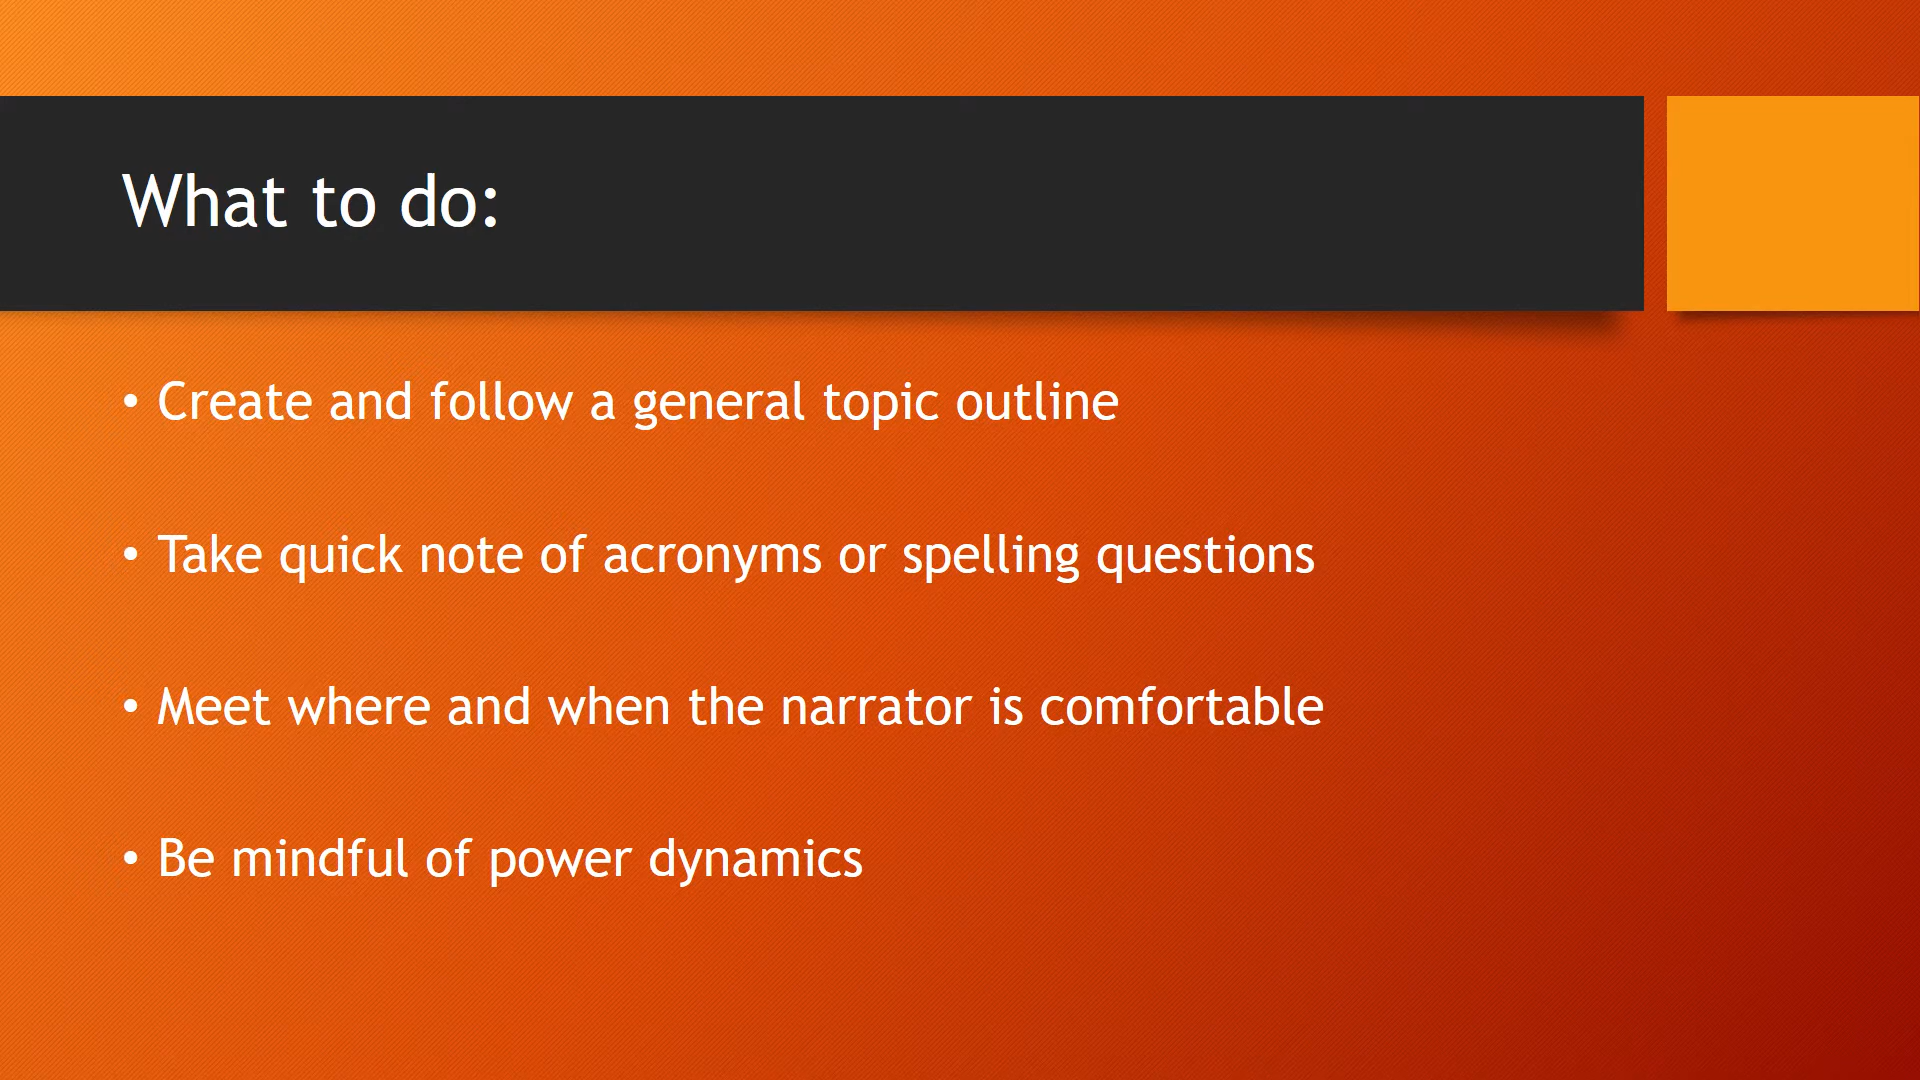 What to do:
• Create and follow a general topic outline
• Take quick note of acronyms or spelling questions
• Meet where and when the narrator is comfortable
• Be mindful of power dynamics